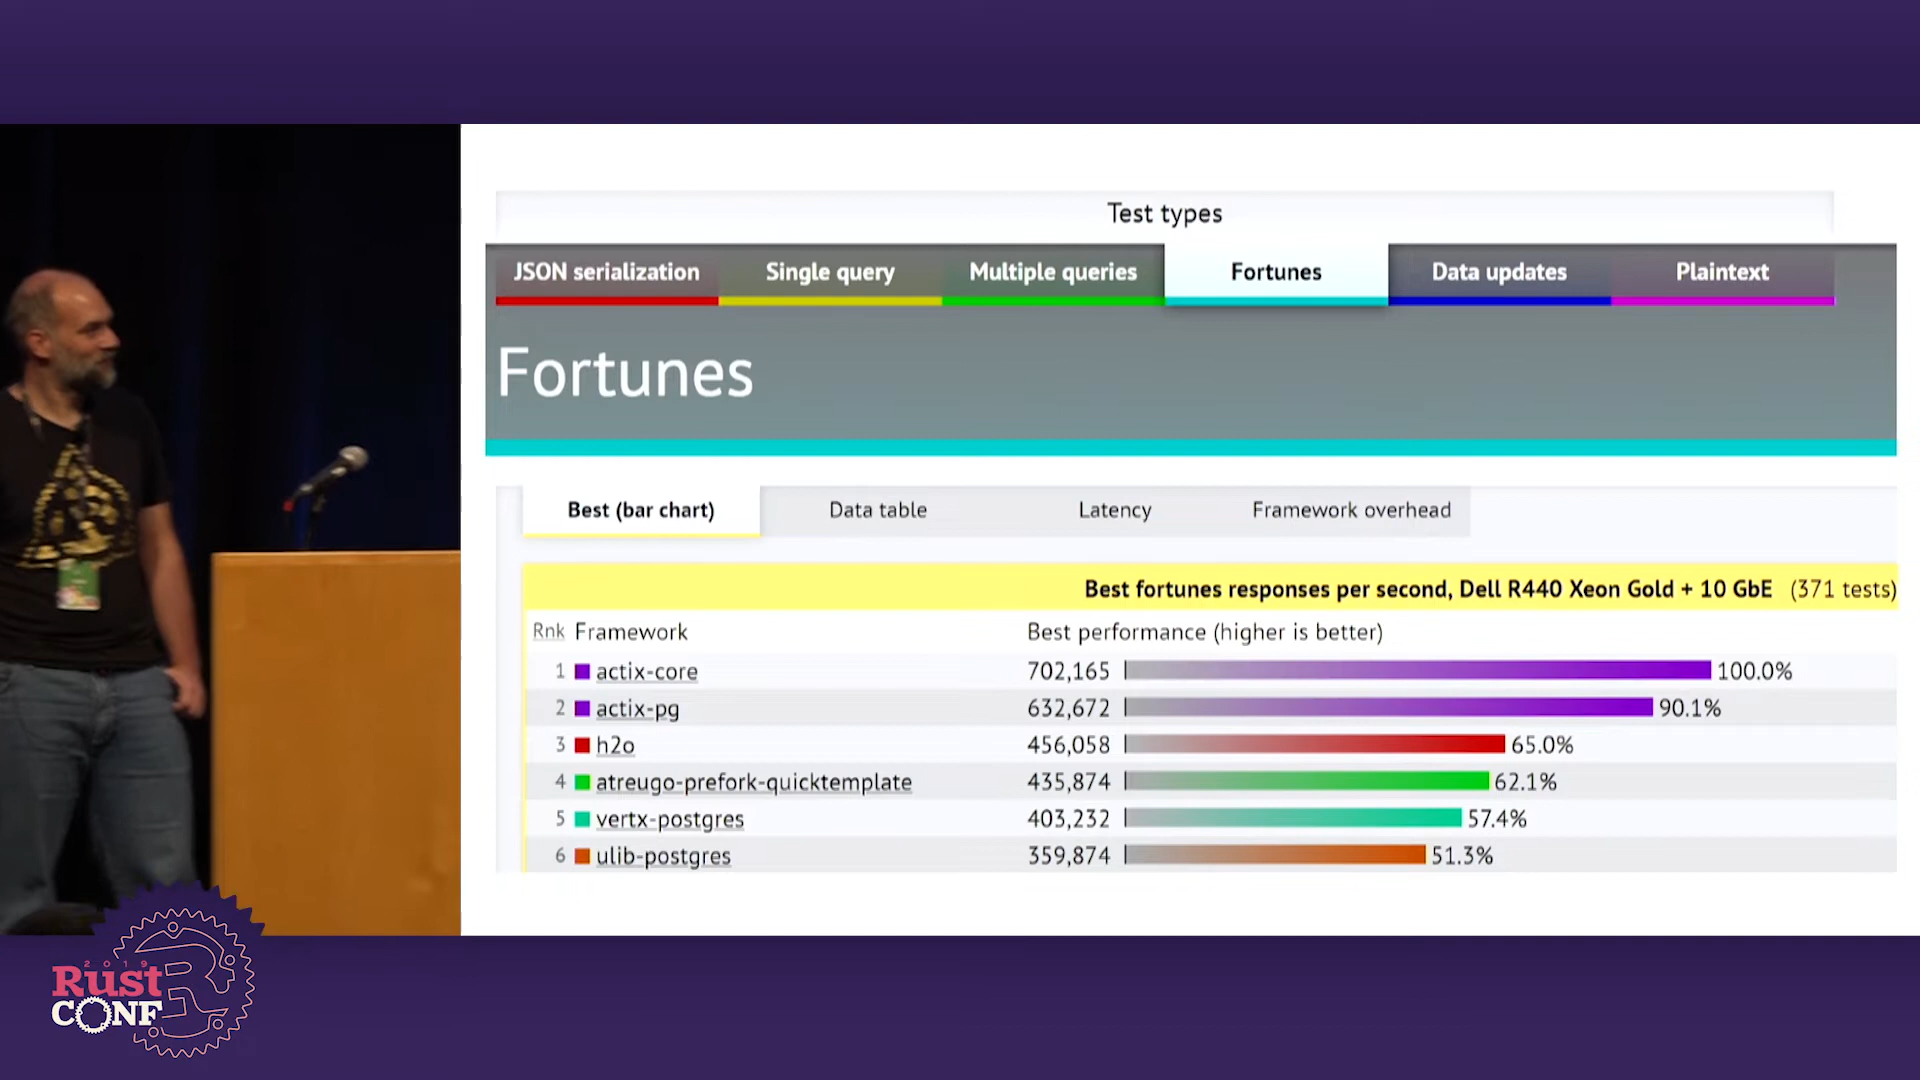 Test types
JSON serialization Single query Multiple queries Fortunes Data updates Plaintext
Fortunes
Best (bar chart) Data table Latency Framework overhead
Best fortunes responses per second, Dell R440 Xeon Gold + 10 GbE (371 tests)
Rnk Framework Best performance (higher is better)
1 actix-core 702,165 100.0%
2 actix-pg 632,672 90.1%
3 h2o 456,058 65.0%
4 atreugo-prefork-quicktemplate 435,874 62.1%
5 vertx-postgres 403,232 57.4%
6 ulib-postgres 359,874 51.3%
2019
Rust
CONF
R